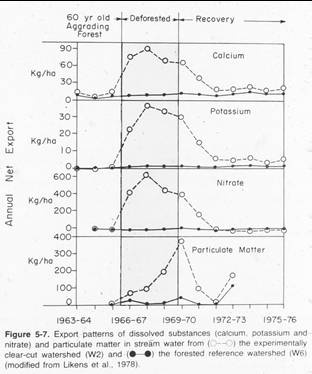 60 yr old
Aggrading
Forest
Deforested
Recovery
Annual Net Export
Kg/ha
90
60
30
0
Calcium
Kg/ha
30
20
10
0
Potassium
Kg/ha
600
400
200
0
Nitrate
Kg/ha
400
300
200
100
0
Particulate Matter
1963-64
1966-67
1969-70
1972-73
1975-76
Figure 5-7. Export patterns of dissolved substances (calcium, potassium and
nitrate) and particulate matter in stream water from (○--○) the experimentally
clear-cut watershed (W2) and (●—●) the forested reference watershed (W6)
(modified from Likens et al., 1978).